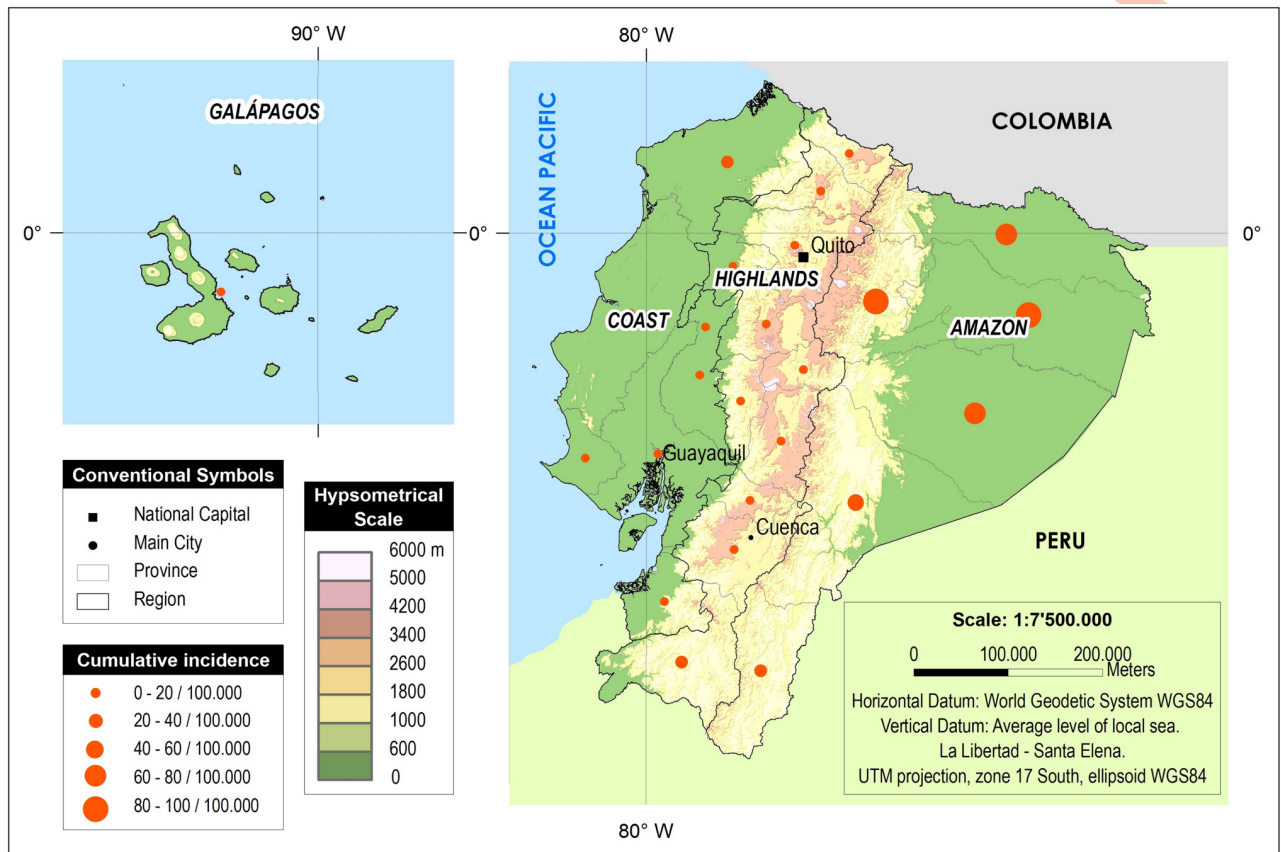 90° W
80° W
GALÁPAGOS
OCEAN PACIFIC
COLOMBIA
0°
0°
0°
Quito
HIGHLANDS
COAST
AMAZON
Guayaquil
Cuenca
PERU
Conventional Symbols
National Capital
Main City
Province
Region
Cumulative incidence
0 - 20 / 100.000
20 - 40 / 100.000
40 - 60 / 100.000
60 - 80 / 100.000
80 - 100 / 100.000
Hypsometrical
Scale
6000 m
5000
4200
3400
2600
1800
1000
600
0
Scale: 1:7'500.000
0 100.000 200.000
Meters
Horizontal Datum: World Geodetic System WGS84
Vertical Datum: Average level of local sea.
La Libertad - Santa Elena.
UTM projection, zone 17 South, ellipsoid WGS84
80° W